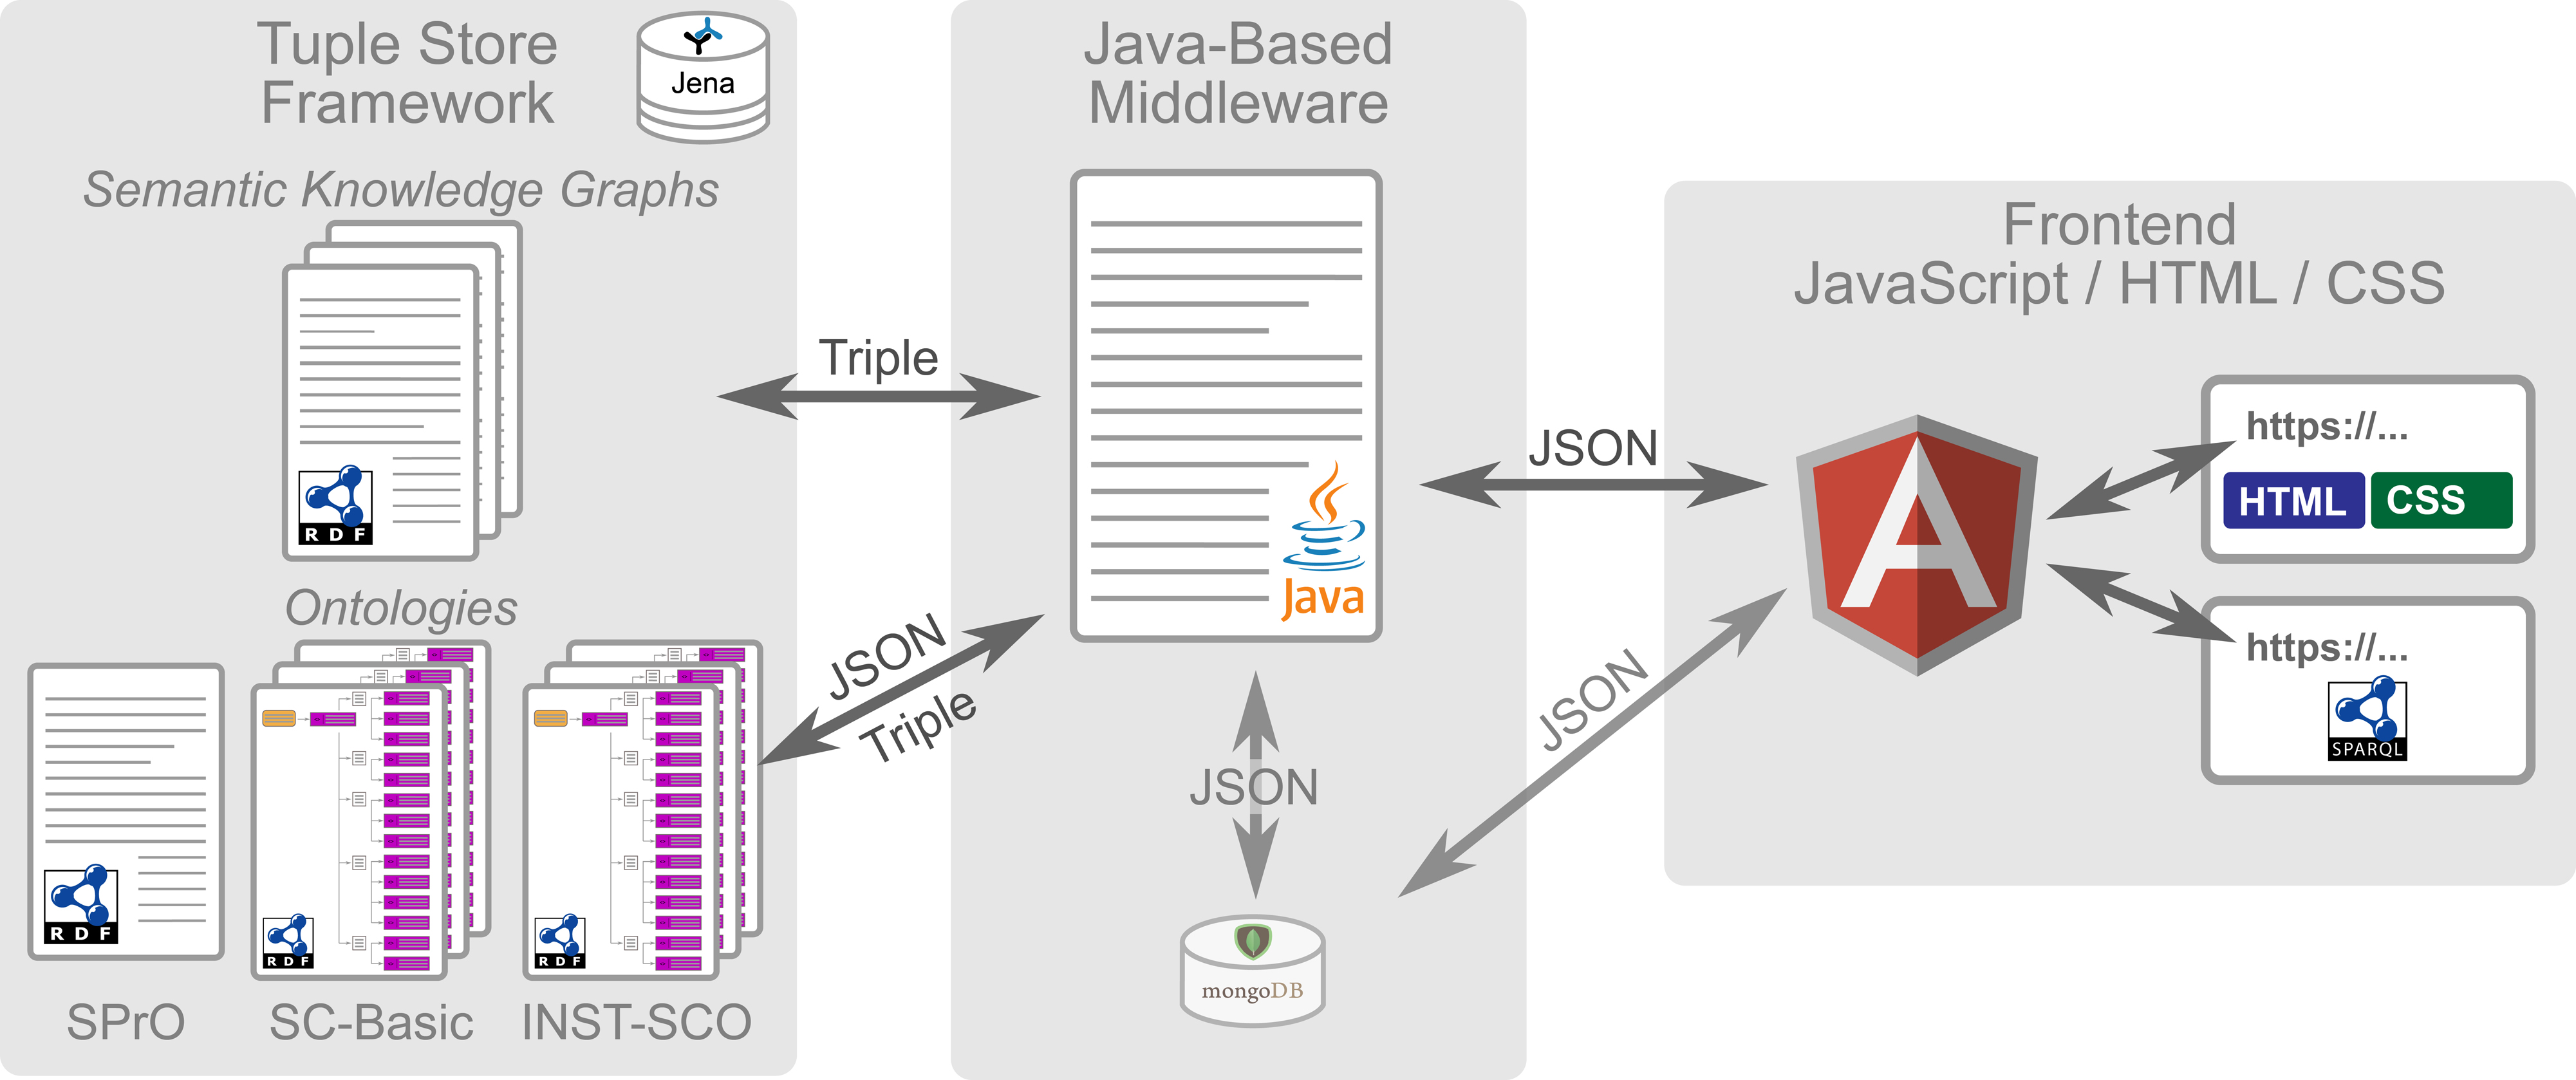 Tuple Store
Framework
Jena
Semantic Knowledge Graphs
RDF
Ontologies
RDF
RDF
RDF
SPrO
SC-Basic
INST-SCO
Triple
JSON
Triple
Java-Based
Middleware
Java
JSON
mongoDB
JSON
JSON
Frontend
JavaScript / HTML / CSS
https://...
HTML
CSS
https://...
SPARQL